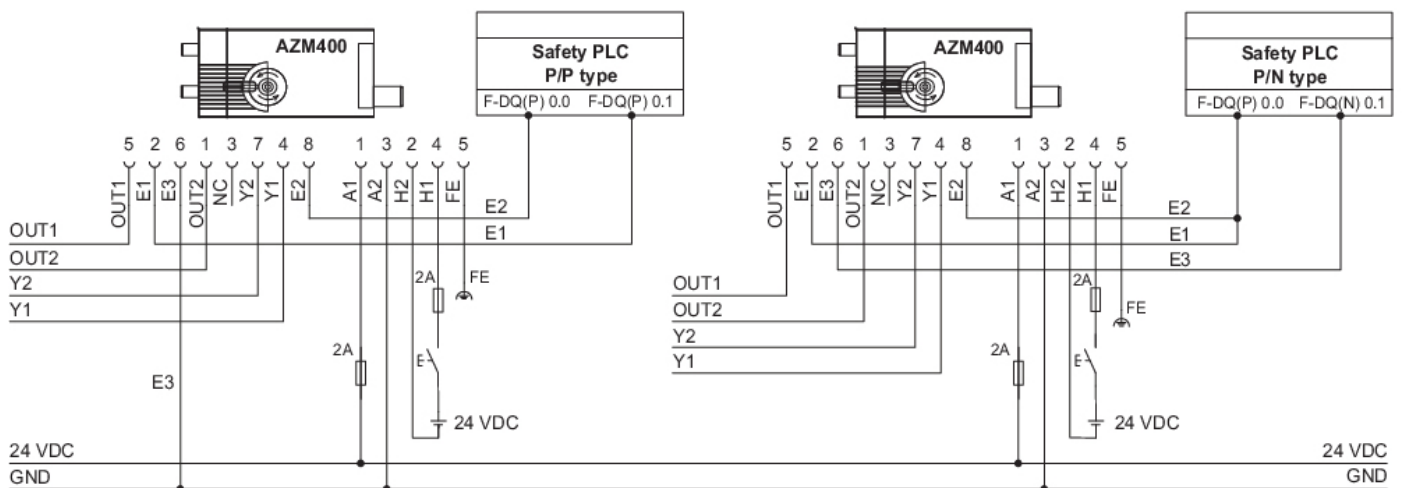 AZM400
Safety PLC
P/P type
F-DQ(P) 0.0 F-DQ(P) 0.1
5 2 6 1 3 7 4 8 1 3 2 4 5
OUT1 E1 E3 OUT2 NC Y2 Y1 E2 A1 A2 H2 H1 FE
E2
E1
OUT1
OUT2
Y2
Y1
2A
FE
2A
E3
24 VDC
AZM400
Safety PLC
P/N type
F-DQ(P) 0.0 F-DQ(N) 0.1
5 2 6 1 3 7 4 8 1 3 2 4 5
OUT1 E1 E3 OUT2 NC Y2 Y1 E2 A1 A2 H2 H1 FE
E2
E1
E3
OUT1
OUT2
Y2
Y1
2A
FE
2A
24 VDC
24 VDC 24 VDC
GND GND